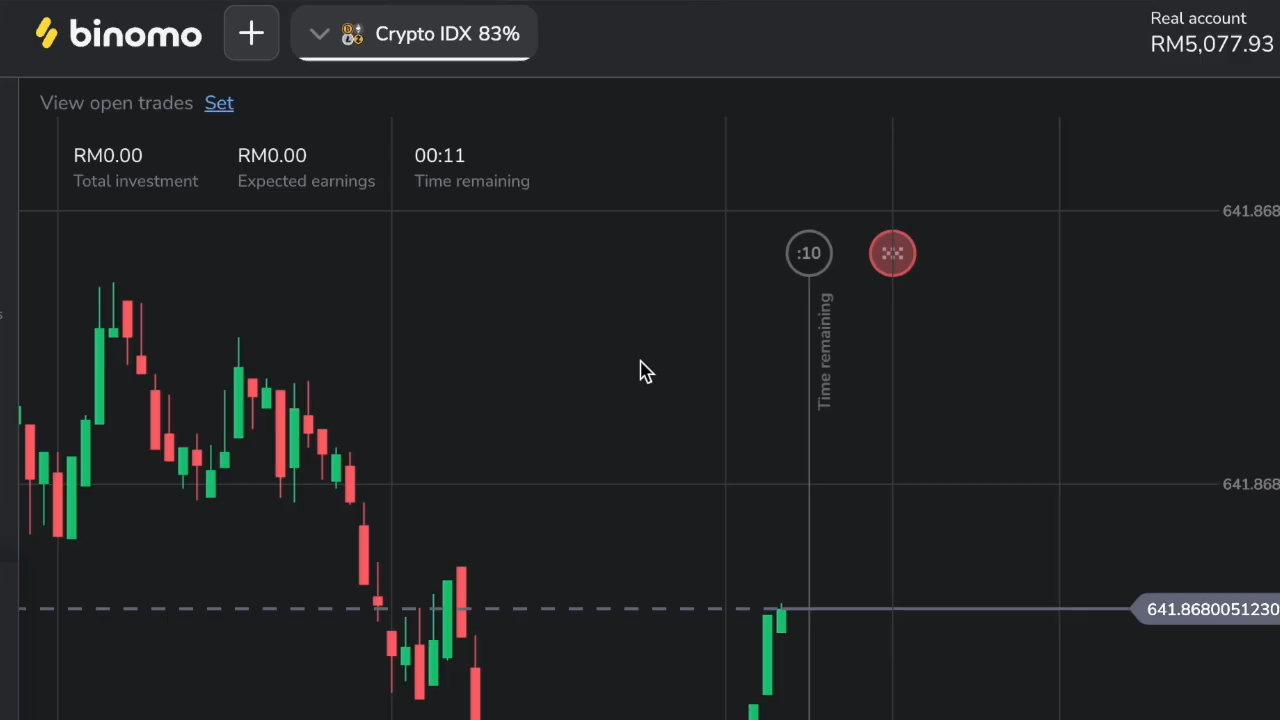 binomo
+
Crypto IDX 83%
Real account
RM5,077.93
View open trades Set
RM0.00 RM0.00 00:11
Total investment Expected earnings Time remaining
641.868
:10
Time remaining
641.868
641.8680051230